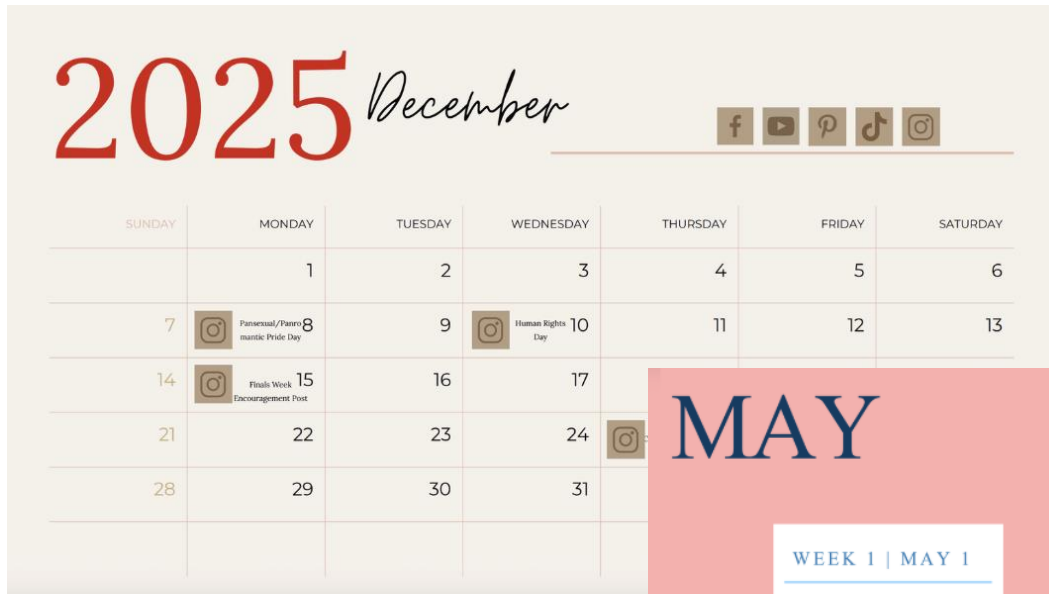 2025 December
SUNDAY MONDAY TUESDAY WEDNESDAY THURSDAY FRIDAY SATURDAY
1 2 3 4 5 6
7 Pansexual/Panro 8 9 Human Rights 10 11 12 13
mantic Pride Day Day
14 Finals Week 15 16 17
Encouragement Post
21 22 23 24
28 29 30 31
MAY
WEEK 1 | MAY 1